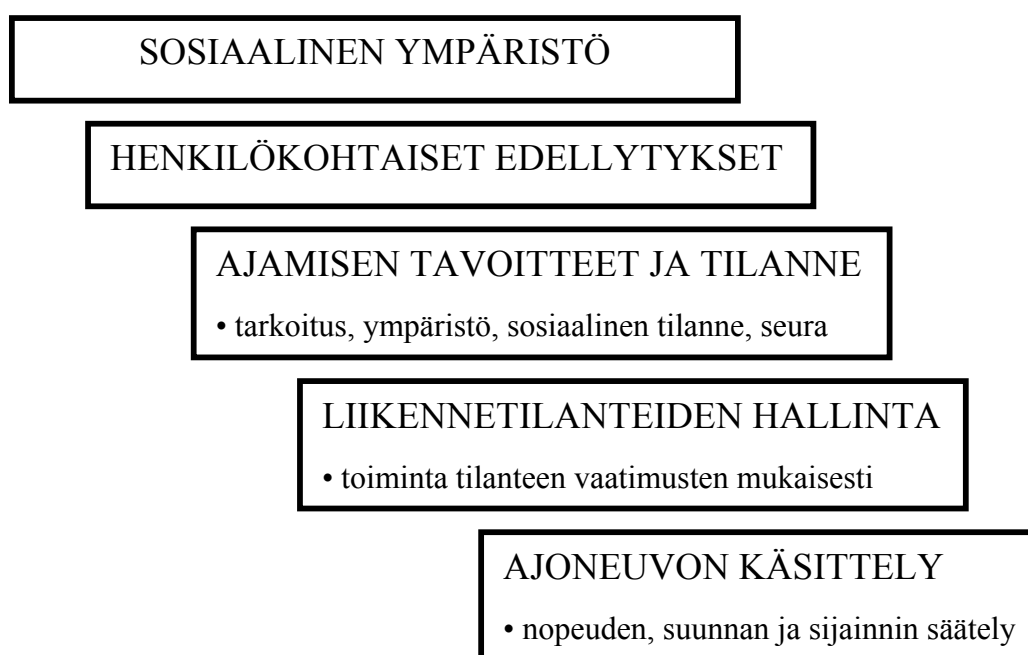 SOSIAALINEN YMPÄRISTÖ
HENKILÖKOHTAISET EDELLYTYKSET
AJAMISEN TAVOITTEET JA TILANNE
• tarkoitus, ympäristö, sosiaalinen tilanne, seura
LIIKENNETILANTEIDEN HALLINTA
• toiminta tilanteen vaatimusten mukaisesti
AJONEUVON KÄSITTELY
• nopeuden, suunnan ja sijainnin säätely